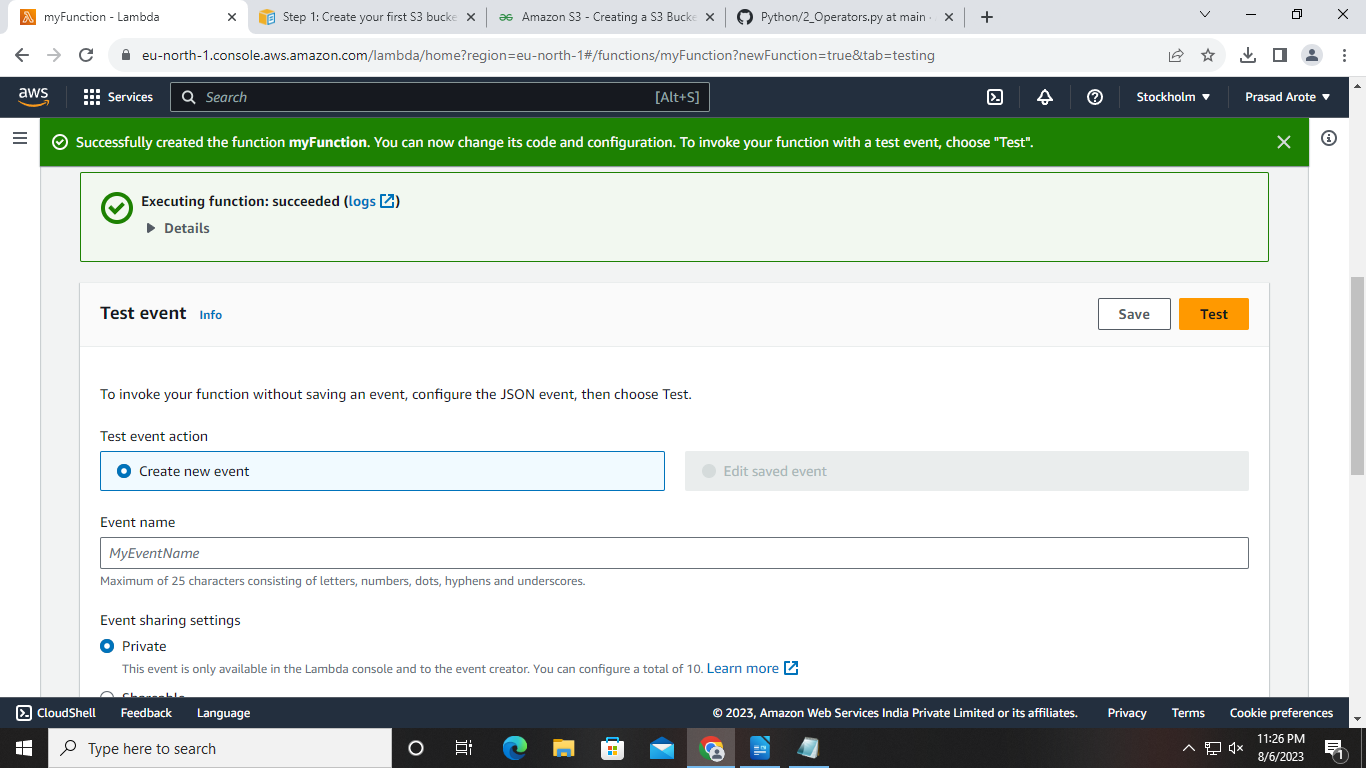 myFunction - Lambda
Step 1: Create your first S3 bucke
Amazon S3 - Creating a S3 Bucke
Python/2_Operators.py at main ·
eu-north-1.console.aws.amazon.com/lambda/home?region=eu-north-1#/functions/myFunction?newFunction=true&tab=testing
aws
Services
Search
[Alt+S]
Stockholm
Prasad Arote
Successfully created the function myFunction. You can now change its code and configuration. To invoke your function with a test event, choose "Test".
Executing function: succeeded (logs)
Details
Test event Info
Save
Test
To invoke your function without saving an event, configure the JSON event, then choose Test.
Test event action
Create new event
Edit saved event
Event name
MyEventName
Maximum of 25 characters consisting of letters, numbers, dots, hyphens and underscores.
Event sharing settings
Private
This event is only available in the Lambda console and to the event creator. You can configure a total of 10. Learn more
Shareable
CloudShell
Feedback
Language
© 2023, Amazon Web Services India Private Limited or its affiliates.
Privacy
Terms
Cookie preferences
Type here to search
11:26 PM
8/6/2023
1